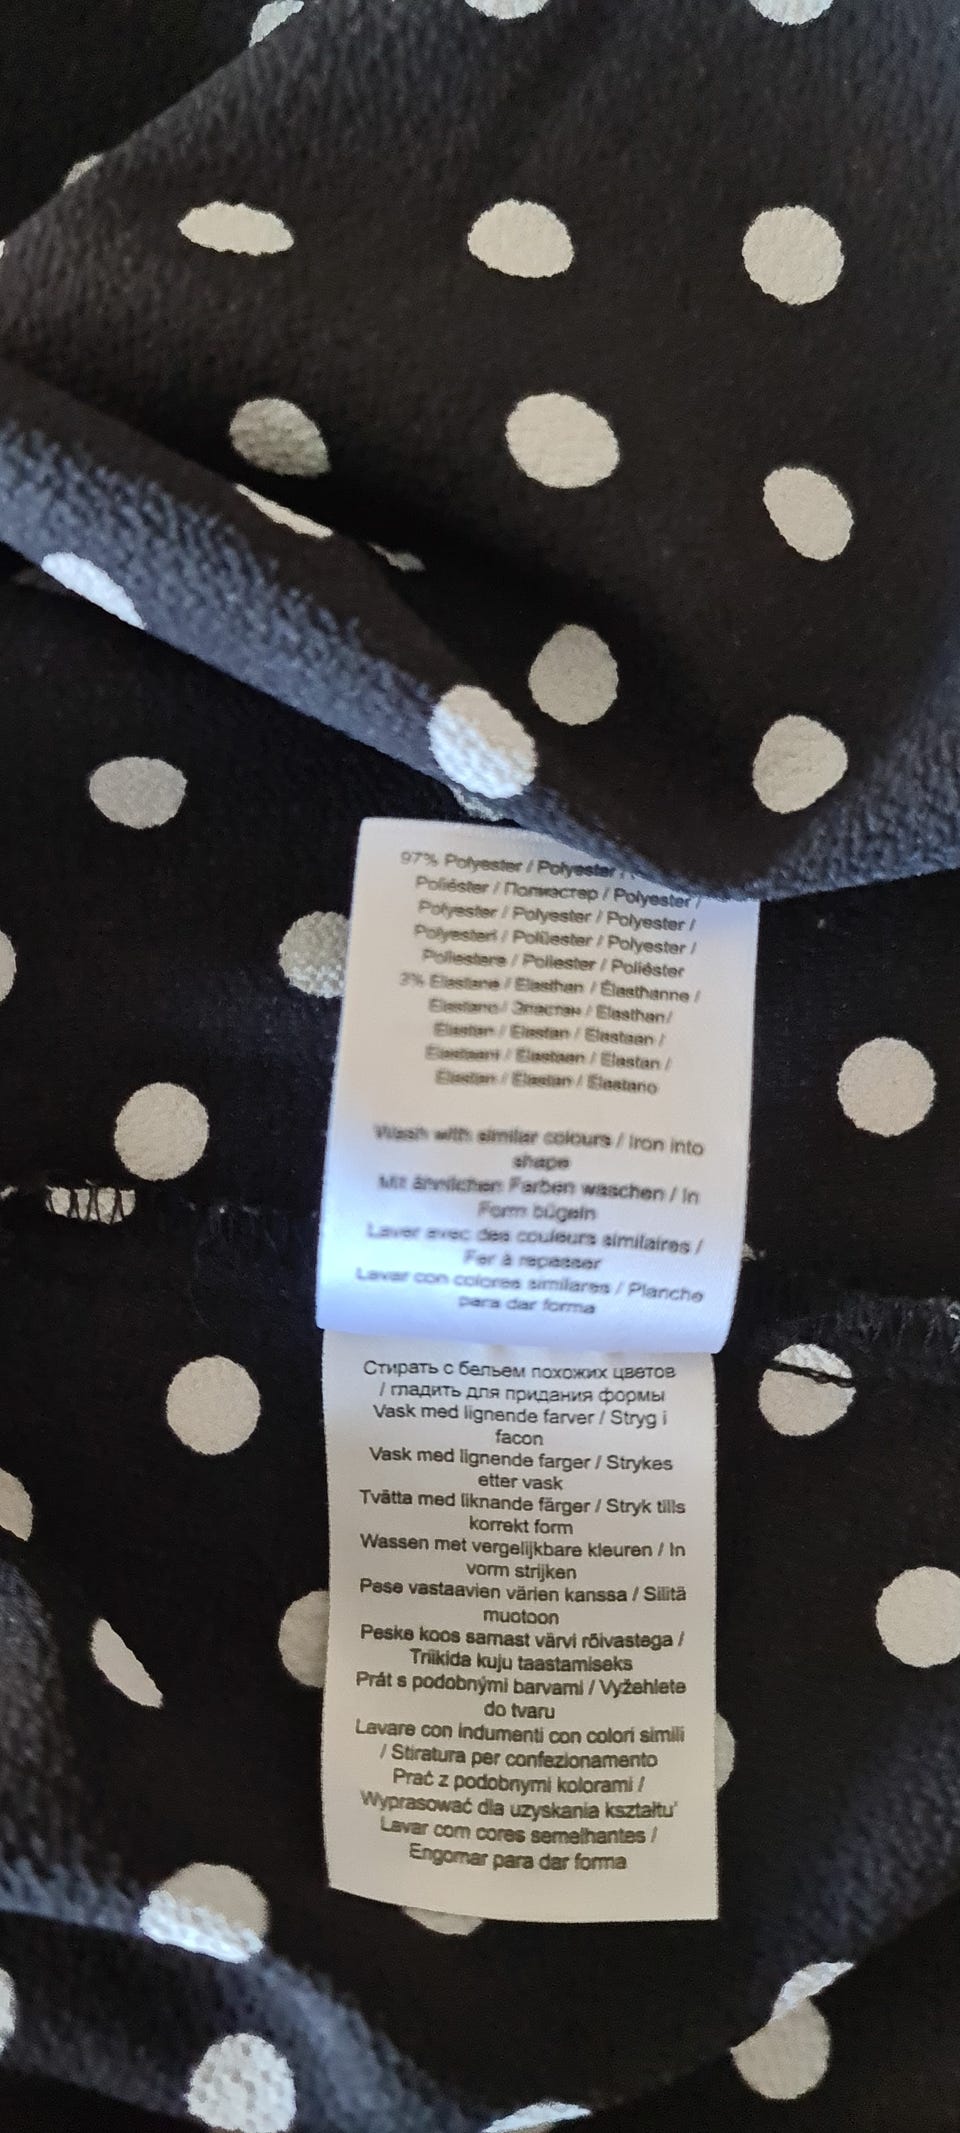 97% Polyester / Polyester /
Poliéster / Полиэстер / Polyester /
Polyester / Polyester / Polyester /
Polyesteri / Polüester / Polyester /
Poliestere / Poliester / Poliéster
3% Elastane / Elasthan / Élasthanne /
Elastano / Эластан / Elasthan/
Elastan / Elastan / Elastaan /
Elastaani / Elastaan / Elastan /
Elastan / Elastan / Elastano
Wash with similar colours / Iron into
shape
Mit ähnlichen Farben waschen / In
Form bügeln
Laver avec des couleurs similaires /
Fer à repasser
Lavar con colores similares / Planche
para dar forma
Стирать с бельем похожих цветов
/ гладить для придания формы
Vask med lignende farver / Stryg i
facon
Vask med lignende farger / Strykes
etter vask
Tvätta med liknande färger / Stryk tills
korrekt form
Wassen met vergelijkbare kleuren / In
vorm strijken
Pese vastaavien värien kanssa / Silitä
muotoon
Peske koos samast värvi rõivastega /
Triikida kuju taastamiseks
Prát s podobnými barvami / Vyžehlete
do tvaru
Lavare con indumenti con colori simili
/ Stiratura per confezionamento
Prać z podobnymi kolorami /
Wyprasować dla uzyskania kształtu'
Lavar com cores semelhantes /
Engomar para dar forma